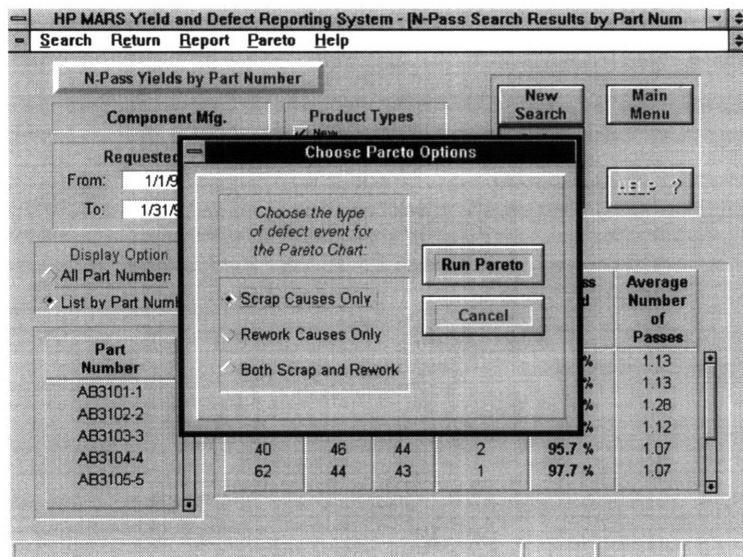 HP MARS Yield and Defect Reporting System - [N-Pass Search Results by Part Num
Search Return Report Pareto Help
N-Pass Yields by Part Number
New Search
Main Menu
Component Mfg.
Product Types
New
Requested
From: 1/1/9
To: 1/31/9
HELP ?
Choose Pareto Options
Choose the type
of defect event for
the Pareto Chart:
Scrap Causes Only
Rework Causes Only
Both Scrap and Rework
Run Pareto
Cancel
Display Option
All Part Numbers
List by Part Numb
Part
Number
AB3101-1
AB3102-2
AB3103-3
AB3104-4
AB3105-5
Average
Number
of
Passes
% 1.13
% 1.13
% 1.28
% 1.12
40 46 44 2 95.7 % 1.07
62 44 43 1 97.7 % 1.07